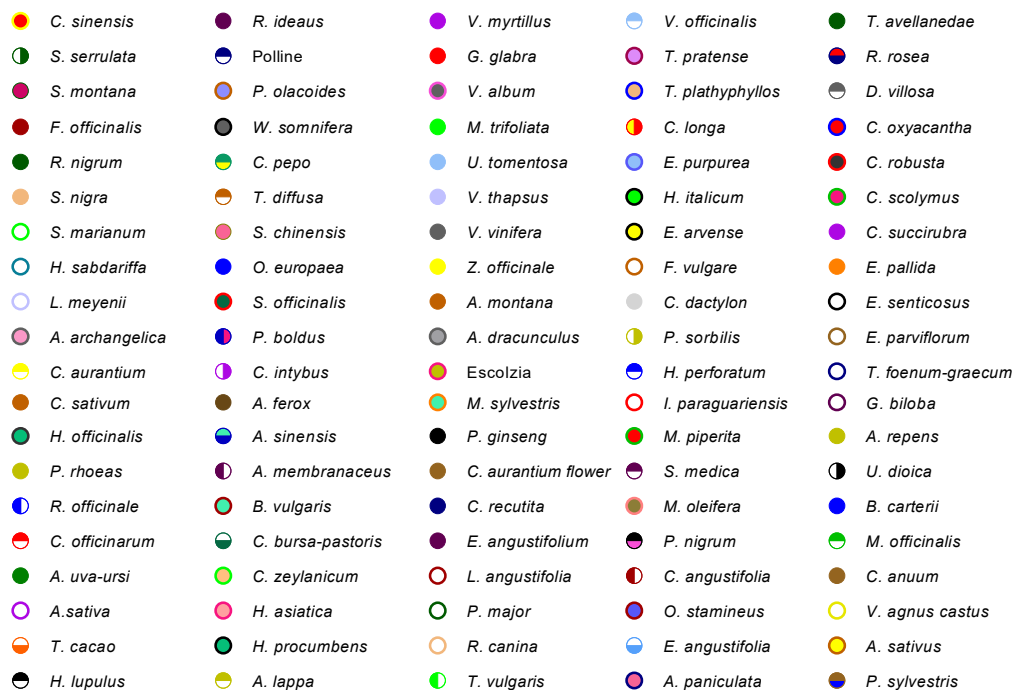 C. sinensis R. ideaus V. myrtillus V. officinalis T. avellanedae
S. serrulata Polline G. glabra T. pratense R. rosea
S. montana P. olacoides V. album T. plathyphyllos D. villosa
F. officinalis W. somnifera M. trifoliata C. longa C. oxyacantha
R. nigrum C. pepo U. tomentosa E. purpurea C. robusta
S. nigra T. diffusa V. thapsus H. italicum C. scolymus
S. marianum S. chinensis V. vinifera E. arvense C. succirubra
H. sabdariffa O. europaea Z. officinale F. vulgare E. pallida
L. meyenii S. officinalis A. montana C. dactylon E. senticosus
A. archangelica P. boldus A. dracunculus P. sorbilis E. parviflorum
C. aurantium C. intybus Escolzia H. perforatum T. foenum-graecum
C. sativum A. ferox M. sylvestris I. paraguariensis G. biloba
H. officinalis A. sinensis P. ginseng M. piperita A. repens
P. rhoeas A. membranaceus C. aurantium flower S. medica U. dioica
R. officinale B. vulgaris C. recutita M. oleifera B. carterii
C. officinarum C. bursa-pastoris E. angustifolium P. nigrum M. officinalis
A. uva-ursi C. zeylanicum L. angustifolia C. angustifolia C. anuum
A.sativa H. asiatica P. major O. stamineus V. agnus castus
T. cacao H. procumbens R. canina E. angustifolia A. sativus
H. lupulus A. lappa T. vulgaris A. paniculata P. sylvestris